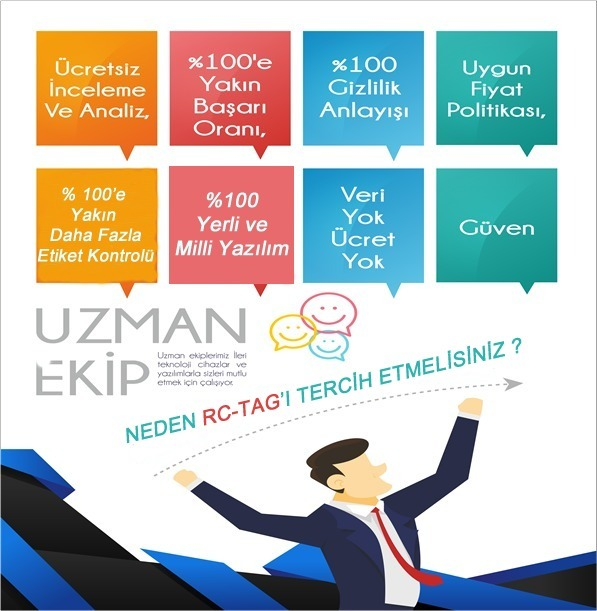 Ücretsiz
İnceleme
Ve Analiz,
%100'e
Yakın
Başarı
Oranı,
%100
Gizlilik
Anlayışı
Uygun
Fiyat
Politikası,
% 100'e
Yakın
Daha Fazla
Etiket Kontrolü
%100
Yerli ve
Milli Yazılım
Veri
Yok
Ücret
Yok
Güven
UZMAN
EKİP
Uzman ekiplerimiz İleri
teknoloji cihazlar ve
yazılımlarla sizleri mutlu
etmek için çalışıyor.
NEDEN RC-TAG'I TERCİH ETMELİSİNİZ ?